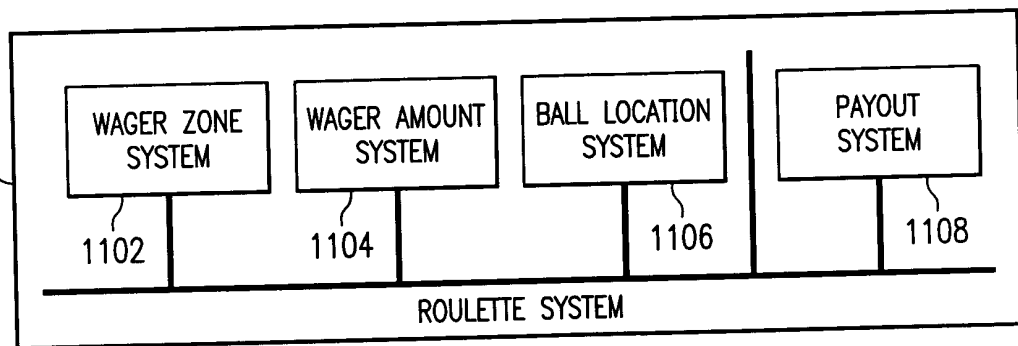 WAGER ZONE
SYSTEM
WAGER AMOUNT
SYSTEM
BALL LOCATION
SYSTEM
PAYOUT
SYSTEM
1102
1104
1106
1108
ROULETTE SYSTEM